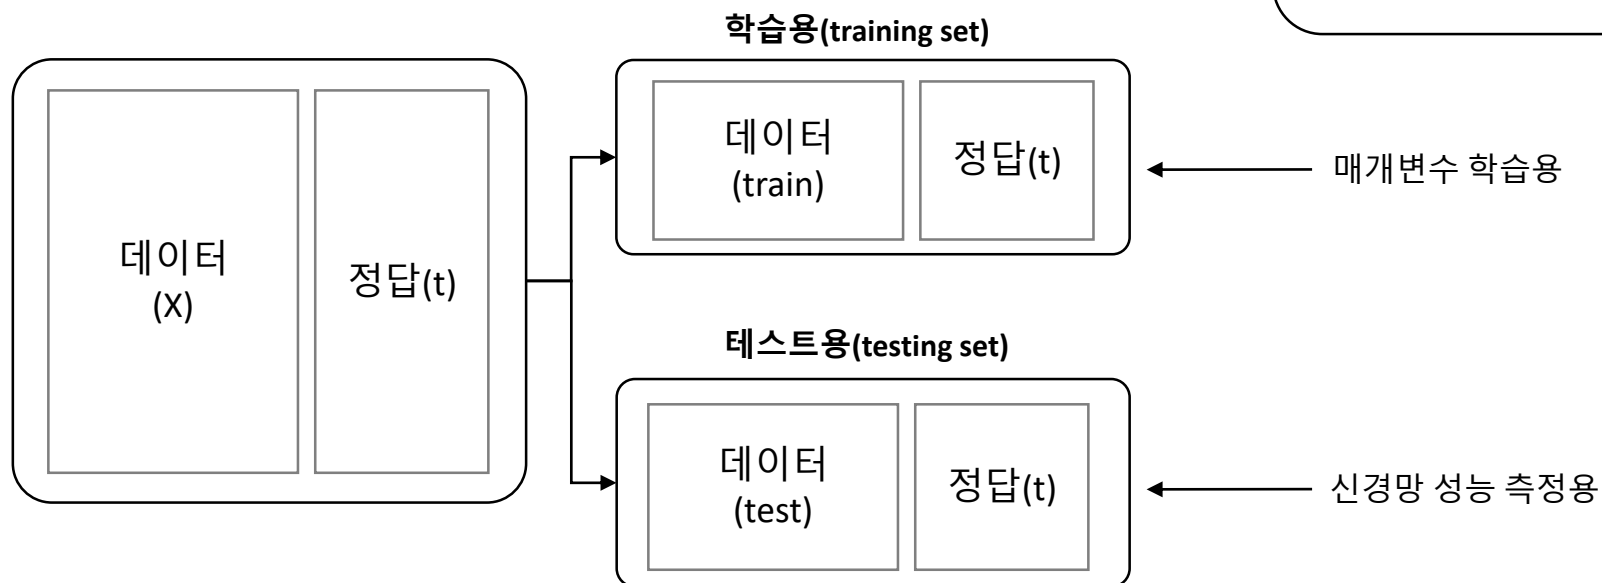 데이터
(X)
정답(t)
학습용(training set)
데이터
(train)
정답(t)
매개변수 학습용
테스트용(testing set)
데이터
(test)
정답(t)
신경망 성능 측정용